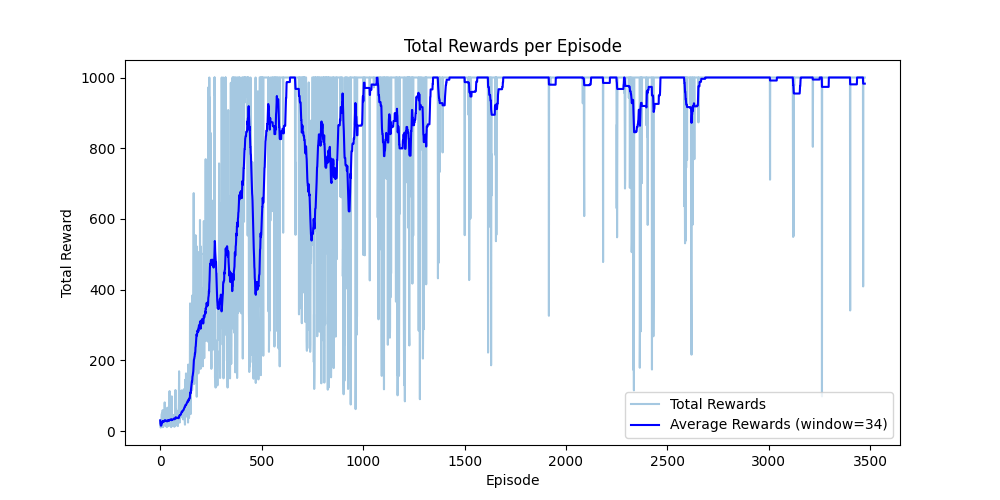 Total Rewards per Episode
Total Reward
1000
800
600
400
200
0
Total Rewards
Average Rewards (window=34)
0 500 1000 1500 2000 2500 3000 3500
Episode